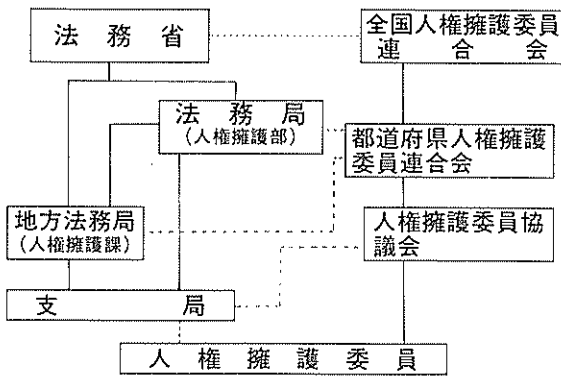 法務省
全国人権擁護委員
連合会
法務局
(人権擁護部)
都道府県人権擁護
委員連合会
地方法務局
(人権擁護課)
人権擁護委員協
議会
支局
人権擁護委員